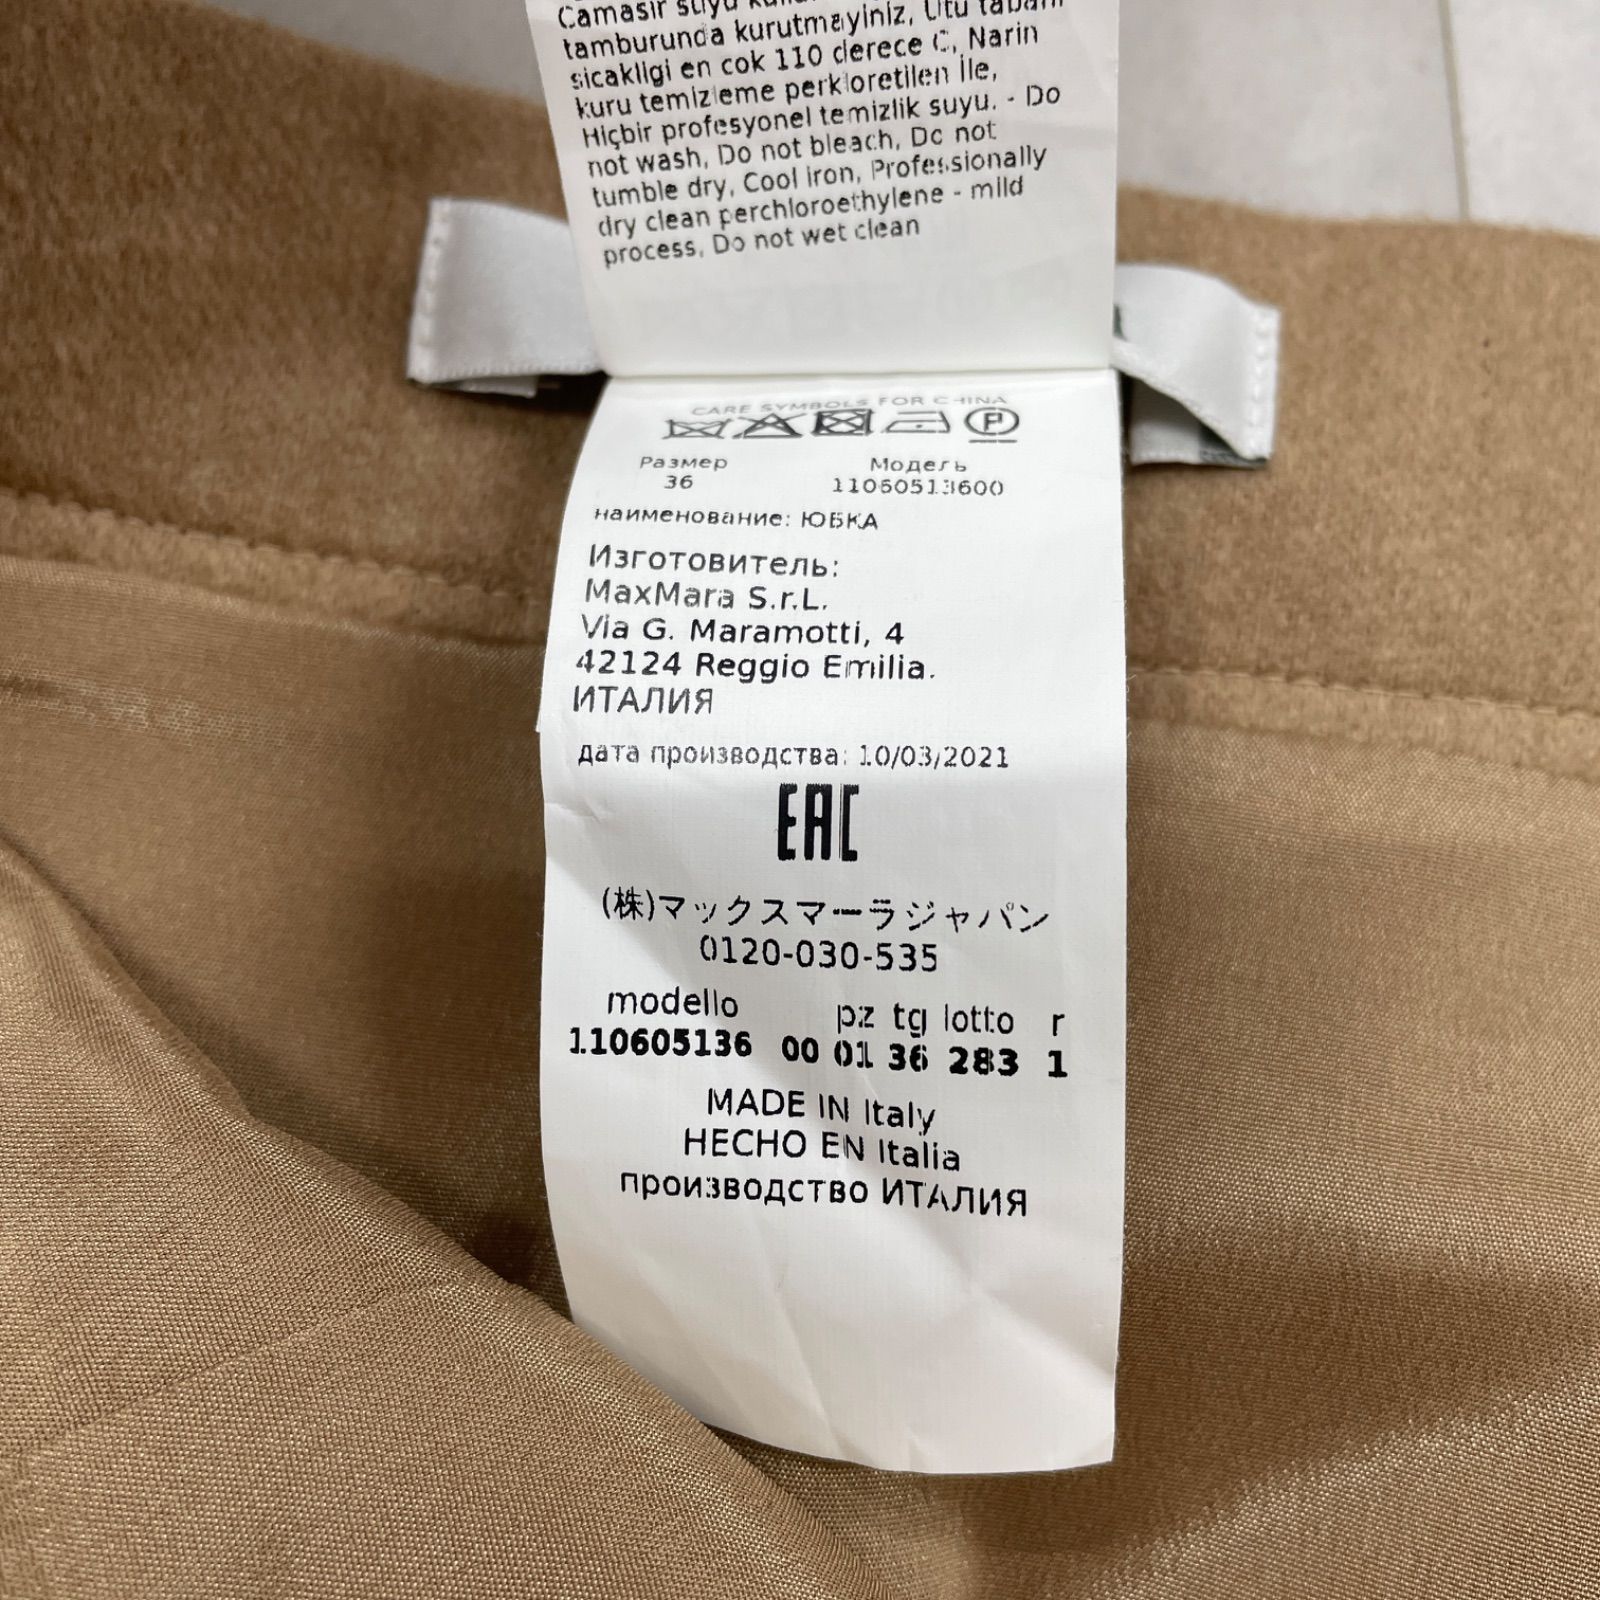 Camasir suyu
tamburunda kurutmayiniz, Utu tabani
sicakligi en cok 110 derece C, Narin
kuru temizleme perkloretilen İle,
Hiçbir profesyonel temizlik suyu. - Do
not wash, Do not bleach, Do not
tumble dry, Cool iron, Professionally
dry clean perchloroethylene - mild
process, Do not wet clean
CARE SYMBOLS FOR CHINA
P
Размер Модель
36 11060513600
наименование: ЮБКА
Изготовитель:
MaxMara S.r.L.
Via G. Maramotti, 4
42124 Reggio Emilia.
ИТАЛИЯ
дата производства: 10/03/2021
EAC
(株)マックスマーラジャパン
0120-030-535
modello pz tg lotto r
110605136 00 01 36 283 1
MADE IN Italy
HECHO EN Italia
производство ИТАЛИЯ